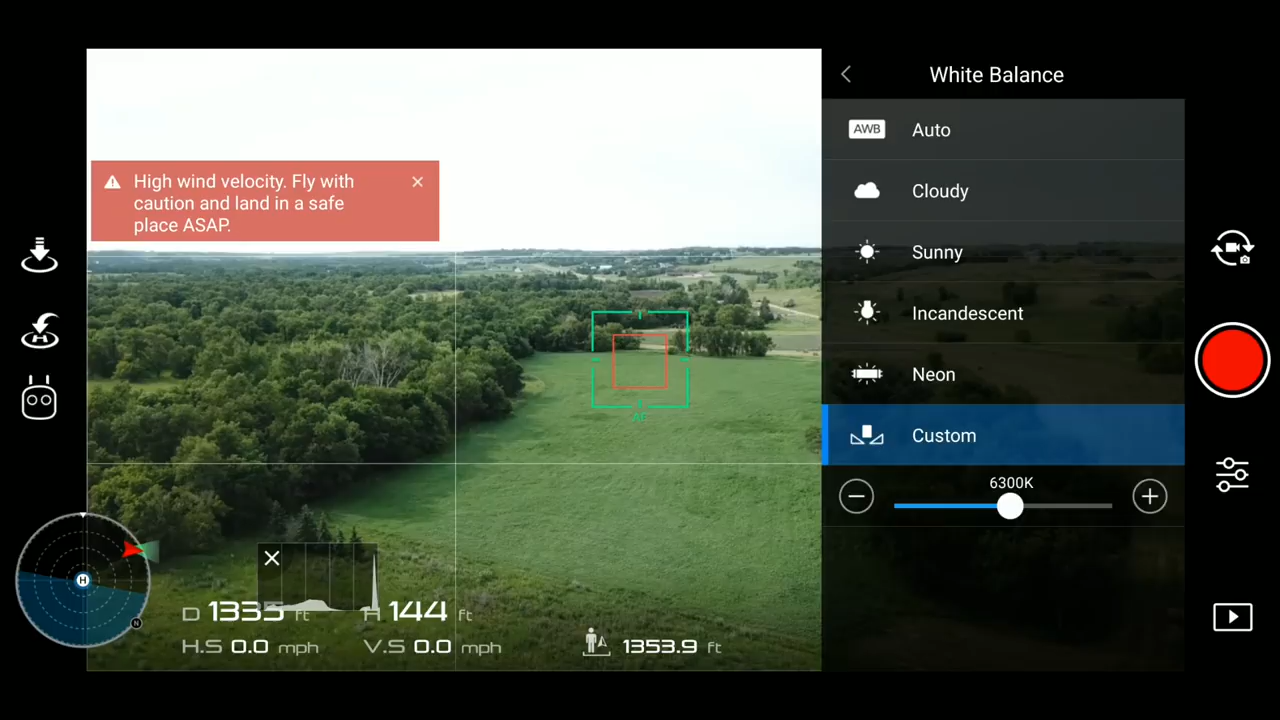 White Balance
AWB Auto
High wind velocity. Fly with
caution and land in a safe
place ASAP.
Cloudy
Sunny
Incandescent
Neon
Custom
AF
6300K
H
N
D 1335 ft H 144 ft
H.S 0.0 mph V.S 0.0 mph 1353.9 ft